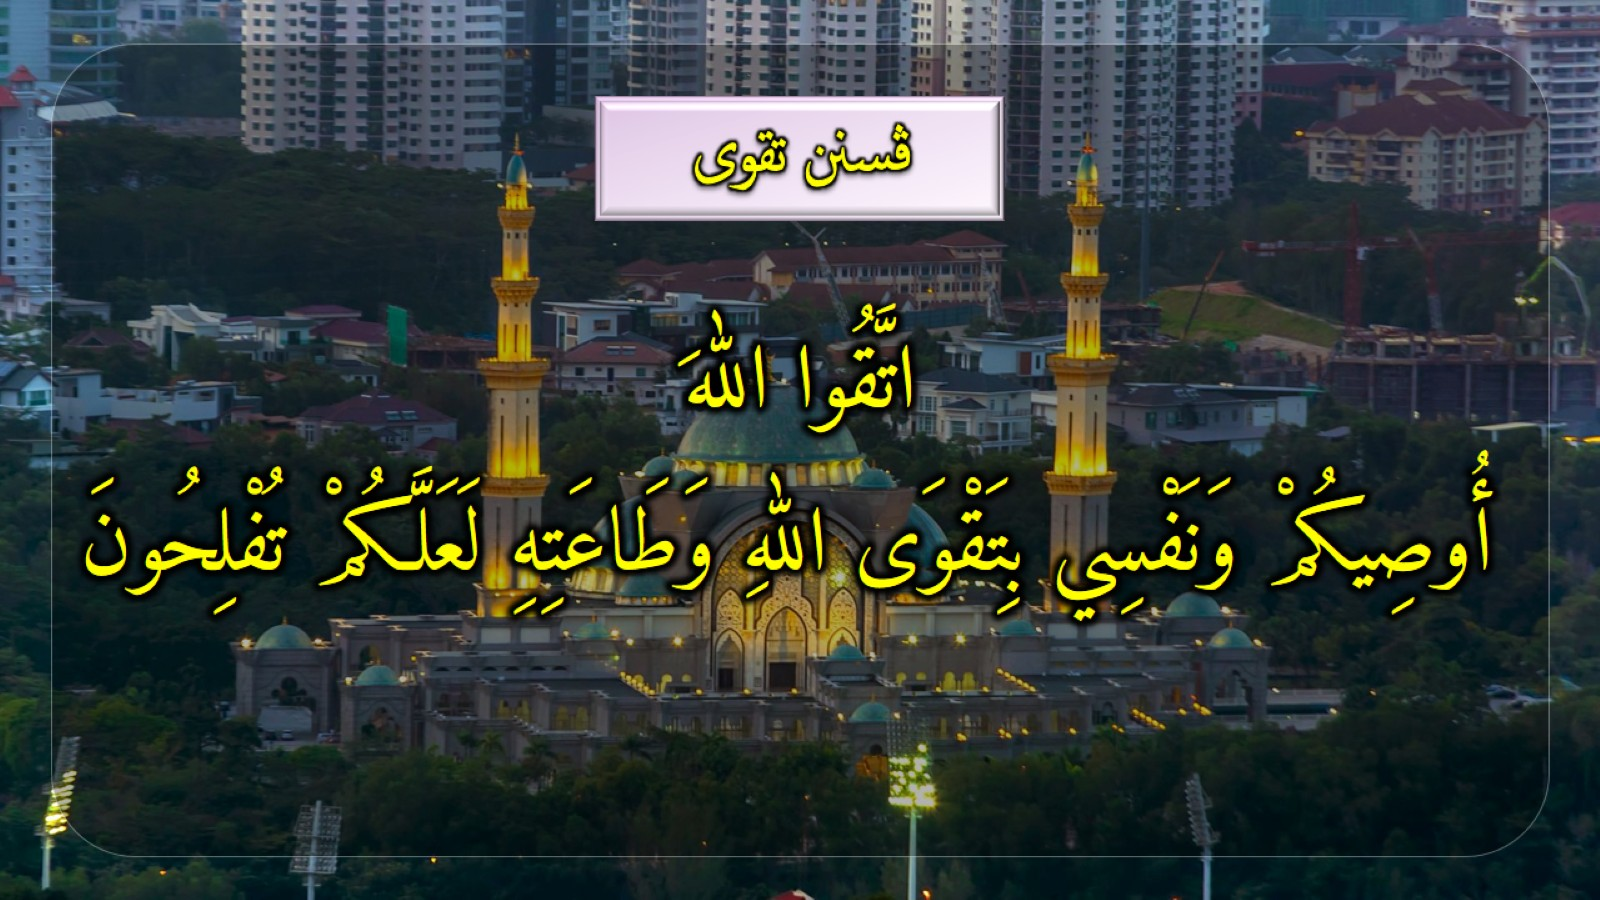 ڤسنن تقوى
اتَّقُوا اللهَ
أُوصِيكُمْ وَنَفْسِي بِتَقْوَى اللهِ وَطَاعَتِهِ لَعَلَّكُمْ تُفْلِحُونَ